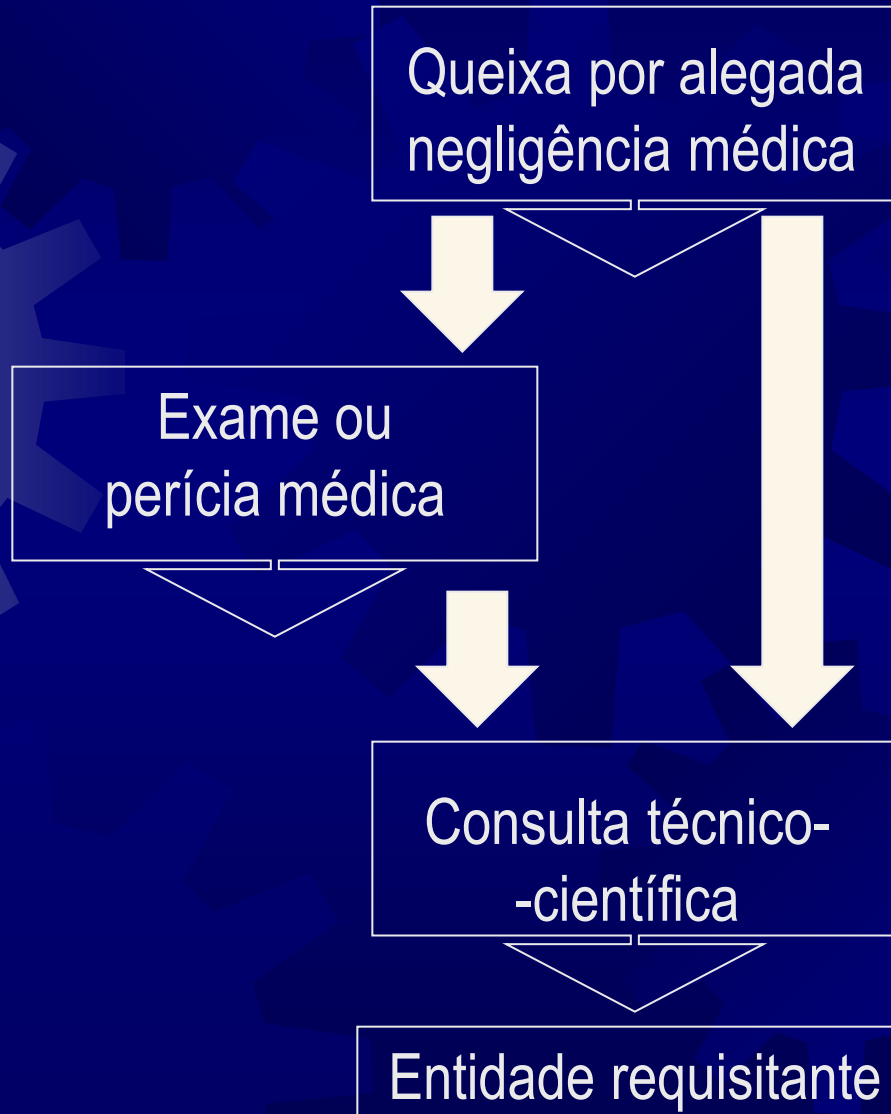 Queixa por alegada
negligência médica
Exame ou
perícia médica
Consulta técnico-
-científica
Entidade requisitante